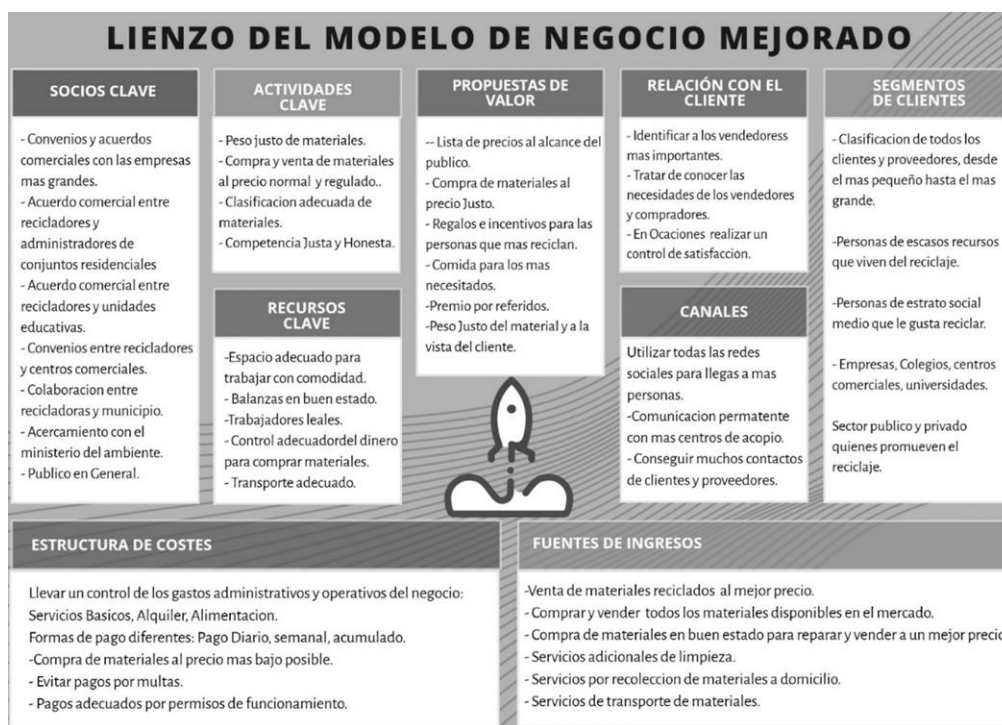 LIENZO DEL MODELO DE NEGOCIO MEJORADO
SOCIOS CLAVE
- Convenios y acuerdos
comerciales con las empresas
mas grandes.
- Acuerdo comercial entre
recicladores y
administradores de
conjuntos residenciales
- Acuerdo comercial entre
recicladores y unidades
educativas.
- Convenios entre recicladores
y centros comerciales.
- Colaboracion entre
recicladoras y municipio.
- Acercamiento con el
ministerio del ambiente.
- Publico en General.
ACTIVIDADES
CLAVE
- Peso justo de materiales.
- Compra y venta de materiales
al precio normal y regulado..
- Clasificacion adecuada de
materiales.
- Competencia Justa y Honesta.
RECURSOS
CLAVE
-Espacio adecuado para
trabajar con comodidad.
- Balanzas en buen estado.
-Trabajadores leales.
- Control adecuadordel dinero
para comprar materiales.
- Transporte adecuado.
PROPUESTAS DE
VALOR
-- Lista de precios al alcance del
publico.
- Compra de materiales al
precio Justo.
- Regalos e incentivos para las
personas que mas reciclan.
- Comida para los mas
necesitados.
-Premio por referidos.
-Peso Justo del material y a la
vista del cliente.
RELACIÓN CON EL
CLIENTE
- Identificar a los vendedoress
mas importantes.
- Tratar de conocer las
necesidades de los vendedores
y compradores.
- En Ocaciones realizar un
control de satisfaccion.
CANALES
Utilizar todas las redes
sociales para llegas a mas
personas.
-Comunicacion permatente
con mas centros de acopio.
- Conseguir muchos contactos
de clientes y proveedores.
SEGMENTOS
DE CLIENTES
- Clasificacion de todos los
clientes y proveedores, desde
el mas pequeño hasta el mas
grande.
-Personas de escasos recursos
que viven del reciclaje.
-Personas de estrato social
medio que le gusta reciclar.
- Empresas, Colegios, centros
comerciales, universidades.
Sector publico y privado
quienes promueven el
reciclaje.
ESTRUCTURA DE COSTES
Llevar un control de los gastos administrativos y operativos del negocio:
Servicios Basicos, Alquiler, Alimentacion.
Formas de pago diferentes: Pago Diario, semanal, acumulado.
-Compra de materiales al precio mas bajo posible.
- Evitar pagos por multas.
- Pagos adecuados por permisos de funcionamiento.
FUENTES DE INGRESOS
-Venta de materiales reciclados al mejor precio.
- Comprar y vender todos los materiales disponibles en el mercado.
- Compra de materiales en buen estado para reparar y vender a un mejor precio
- Servicios adicionales de limpieza.
- Servicios por recoleccion de materiales a domicilio.
- Servicios de transporte de materiales.